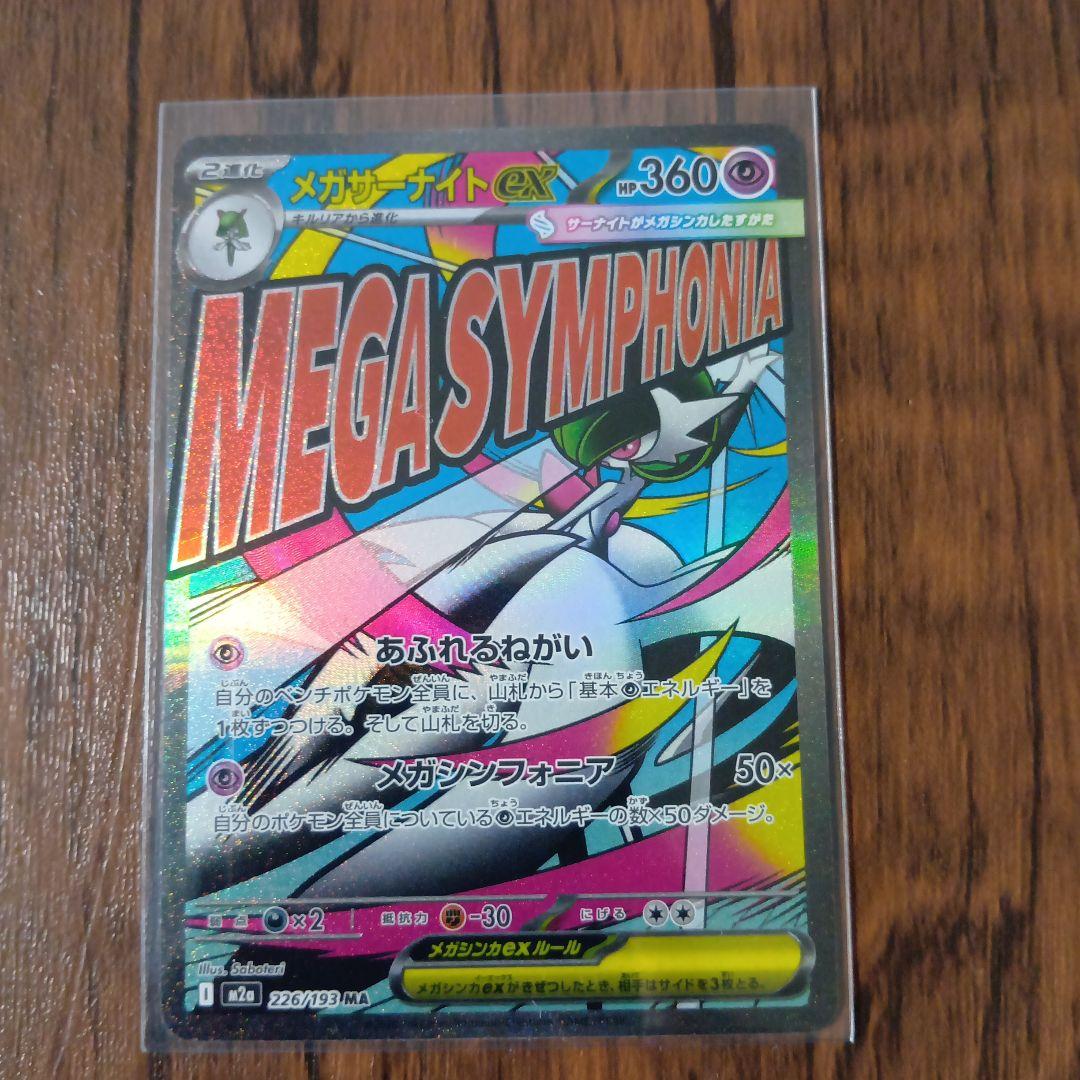 2進化
メガサーナイトex
HP360
キルリアから進化
サーナイトがメガシンカしたすがた
MEGA SYMPHONIA
あふれるねがい
自分のベンチポケモン全員に、山札から「基本エネルギー」を
1枚ずつつける。そして山札を切る。
メガシンフォニア 50×
自分のポケモン全員についているエネルギーの数×50ダメージ。
弱点 ×2 抵抗力 -30 にげる
メガシンカexルール
メガシンカexがきぜつしたとき、相手はサイドを3枚とる。
Illus. Saboteri
I m2a 226/193 MA